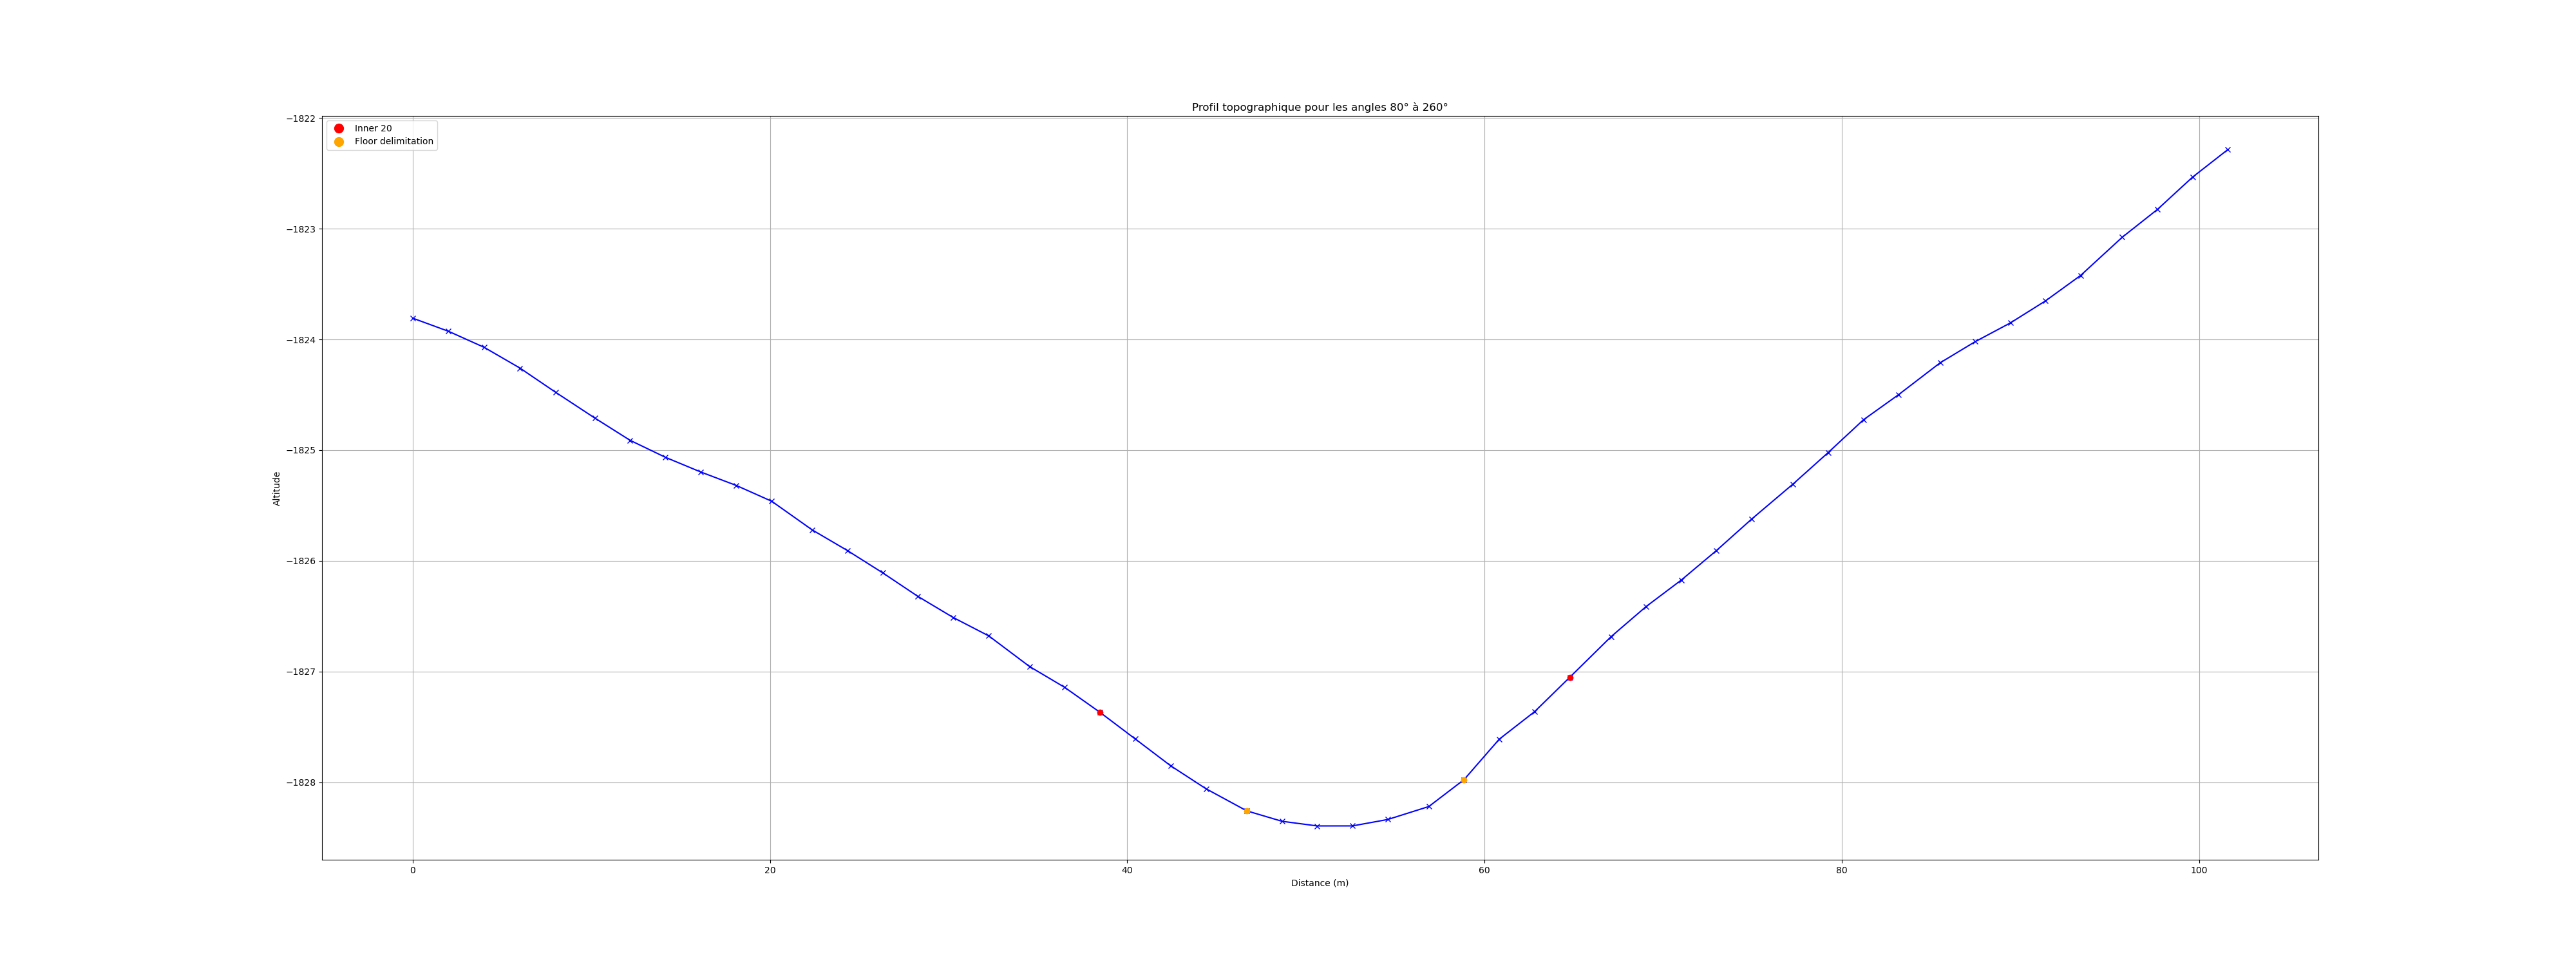 Profil topographique pour les angles 80° à 260°
Inner 20
Floor delimitation
−1822
−1823
−1824
−1825
−1826
−1827
−1828
Altitude
0 20 40 60 80 100
Distance (m)